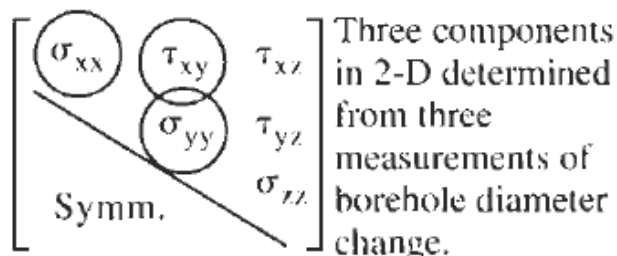 σxx τxy τxz
σyy τyz
σzz
Symm.
Three components
in 2-D determined
from three
measurements of
borehole diameter
change.